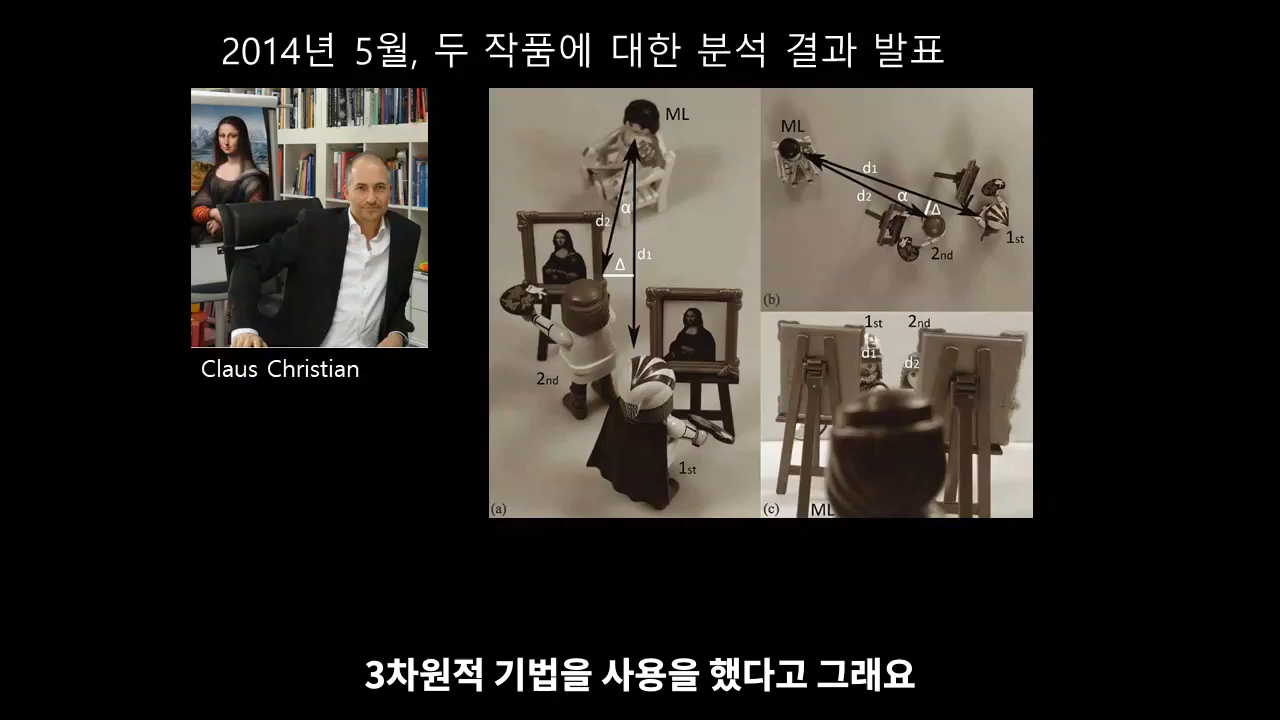 2014년 5월, 두 작품에 대한 분석 결과 발표
Claus Christian
ML
α
d2
d1
Δ
2nd
1st
(a)
ML
d1
d2
α
Δ
1st
2nd
(b)
1st
2nd
d1
d2
(c)
ML
3차원적 기법을 사용을 했다고 그래요